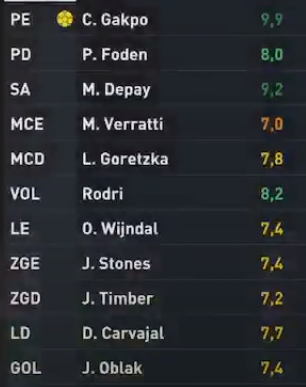 PE C. Gakpo 9,9
PD P. Foden 8,0
SA M. Depay 9,2
MCE M. Verratti 7,0
MCD L. Goretzka 7,8
VOL Rodri 8,2
LE O. Wijndal 7,4
ZGE J. Stones 7,4
ZGD J. Timber 7,2
LD D. Carvajal 7,7
GOL J. Oblak 7,4